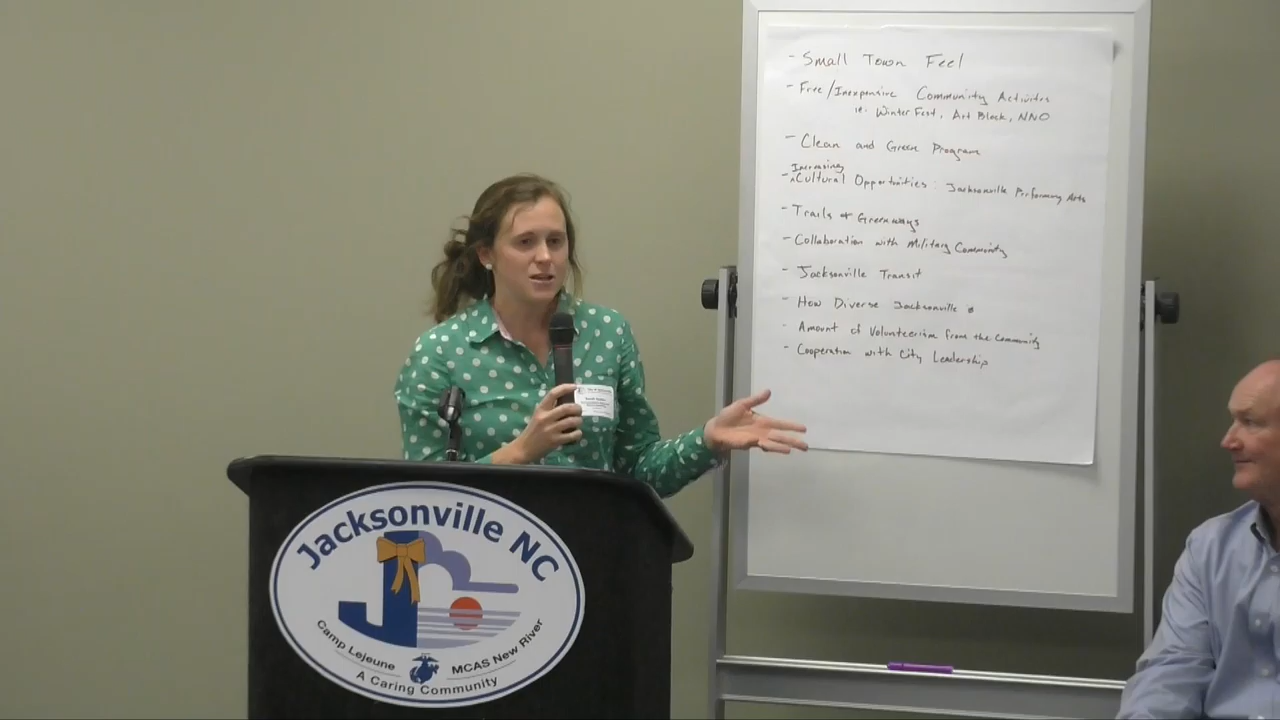 - Small Town Feel
- Free/Inexpensive Community Activites
ie: Winter Fest, Art Block, NNO
- Clean and Green Program
Increasing
- ^Cultural Opportunities: Jacksonville Performing Arts
- Trails & Greenways
- Collaboration with Military Community
- Jacksonville Transit
- How Diverse Jacksonville is
- Amount of Volunteerism from the Community
- Cooperation with City Leadership
Jacksonville NC
J
Camp Lejeune
MCAS New River
A Caring Community